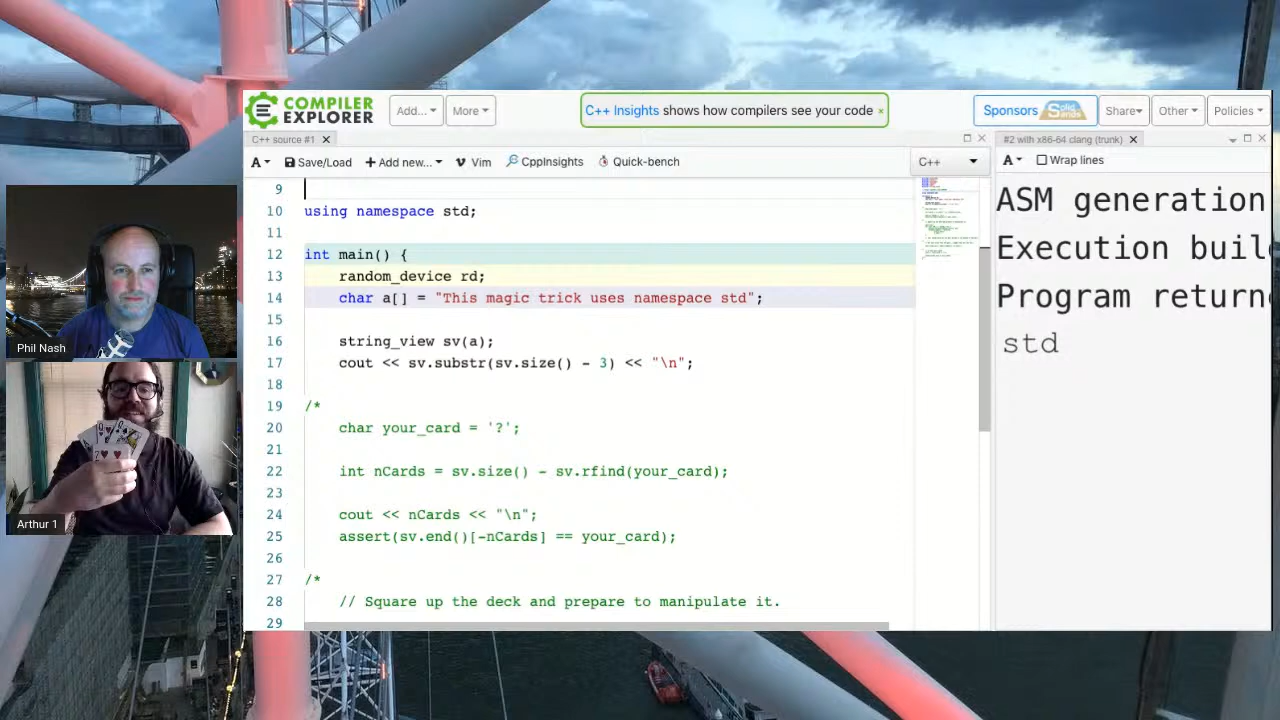 COMPILER
EXPLORER
Add...
More
C++ Insights shows how compilers see your code ×
Sponsors
Solid Sands
Share
Other
Policies
C++ source #1
#2 with x86-64 clang (trunk)
A
Save/Load
Add new...
Vim
CppInsights
Quick-bench
C++
A
Wrap lines
9
10 using namespace std;
11
12 int main() {
13 random_device rd;
14 char a[] = "This magic trick uses namespace std";
15
16 string_view sv(a);
17 cout << sv.substr(sv.size() - 3) << "\n";
18
19 /*
20 char your_card = '?';
21
22 int nCards = sv.size() - sv.rfind(your_card);
23
24 cout << nCards << "\n";
25 assert(sv.end()[-nCards] == your_card);
26
27 /*
28 // Square up the deck and prepare to manipulate it.
29
ASM generation
Execution buil
Program return
std
Phil Nash
Arthur 1